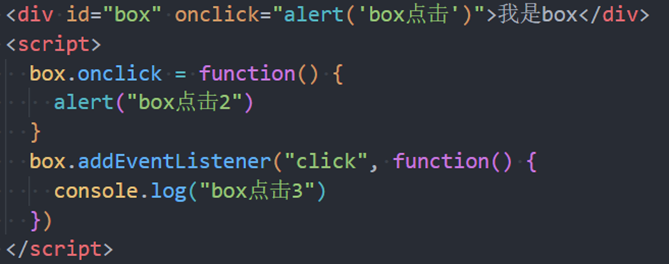 <div id="box" onclick="alert('box点击')">我是box</div>
<script>
  box.onclick = function() {
    alert("box点击2")
  }
  box.addEventListener("click", function() {
    console.log("box点击3")
  })
</script>